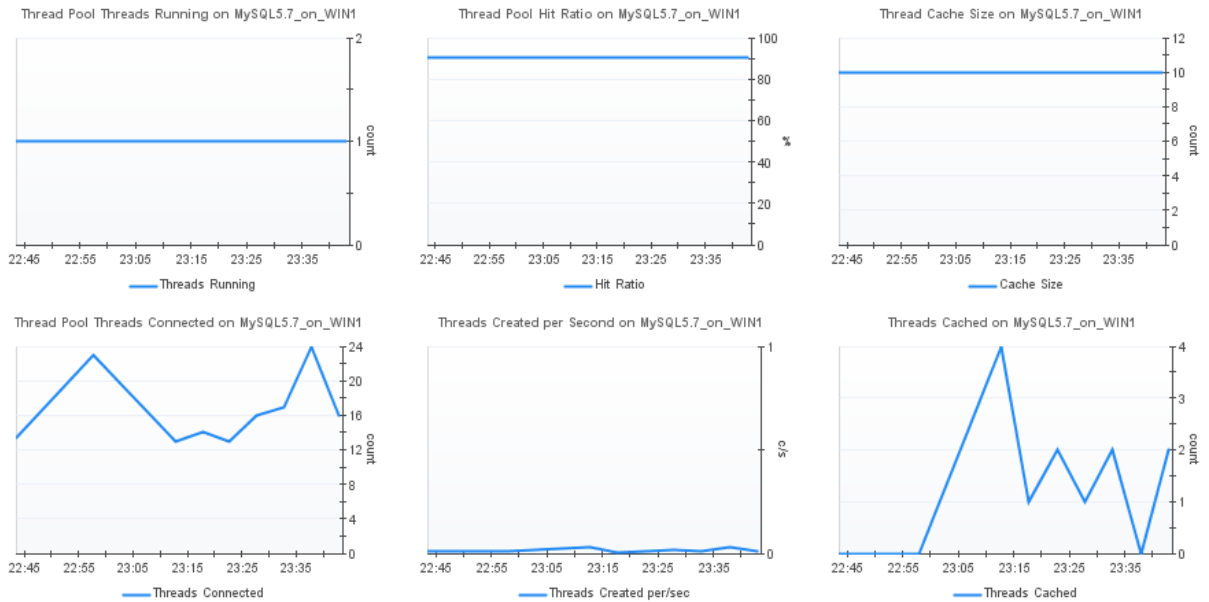 Thread Pool Threads Running on MySQL5.7_on_WIN1
2
1
0
count
22:45 22:55 23:05 23:15 23:25 23:35
Threads Running
Thread Pool Hit Ratio on MySQL5.7_on_WIN1
100
80
60
40
20
0
%
22:45 22:55 23:05 23:15 23:25 23:35
Hit Ratio
Thread Cache Size on MySQL5.7_on_WIN1
12
10
8
6
4
2
0
count
22:45 22:55 23:05 23:15 23:25 23:35
Cache Size
Thread Pool Threads Connected on MySQL5.7_on_WIN1
24
20
16
12
8
4
0
count
22:45 22:55 23:05 23:15 23:25 23:35
Threads Connected
Threads Created per Second on MySQL5.7_on_WIN1
1
0
c/s
22:45 22:55 23:05 23:15 23:25 23:35
Threads Created per/sec
Threads Cached on MySQL5.7_on_WIN1
4
3
2
1
0
count
22:45 22:55 23:05 23:15 23:25 23:35
Threads Cached